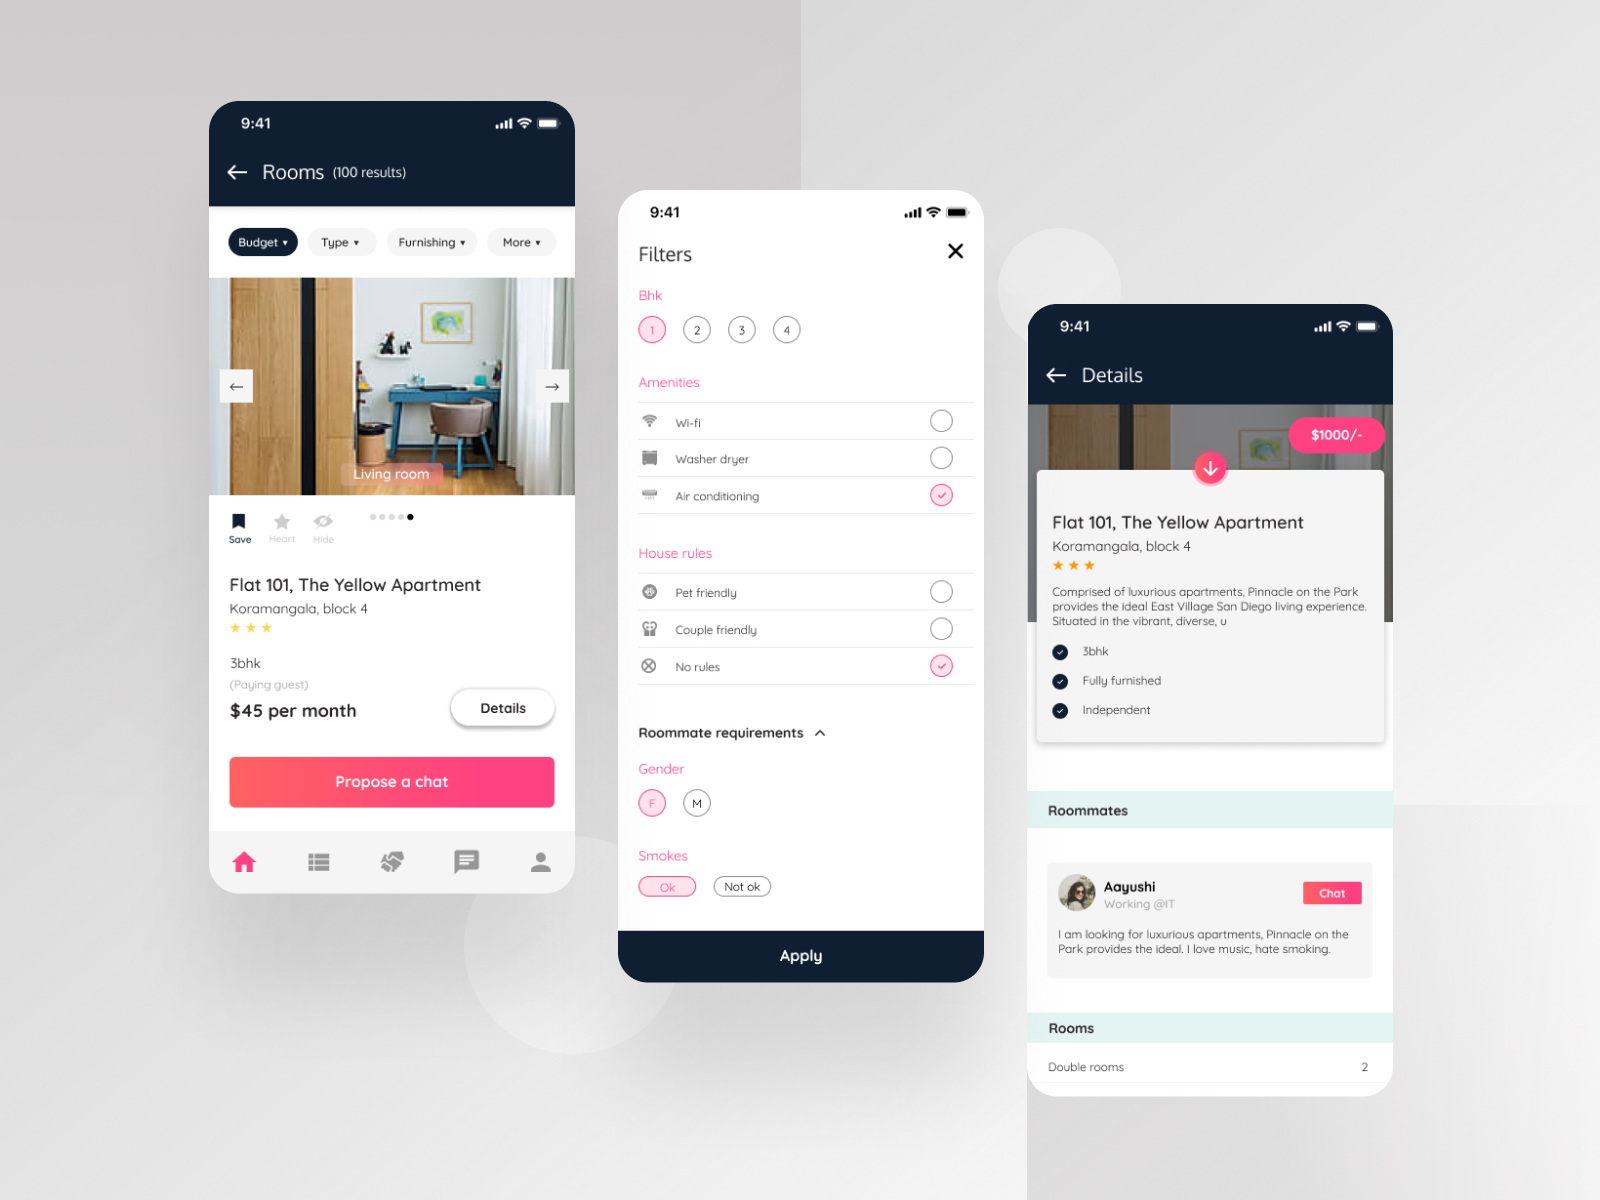 9:41
Rooms (100 results)
Budget ▾ Type ▾ Furnishing ▾ More ▾
Living room
Save Heart Hide
Flat 101, The Yellow Apartment
Koramangala, block 4
3bhk
(Paying guest)
$45 per month
Details
Propose a chat
9:41
Filters
Bhk
1 2 3 4
Amenities
Wi-fi
Washer dryer
Air conditioning
House rules
Pet friendly
Couple friendly
No rules
Roommate requirements
Gender
F M
Smokes
Ok Not ok
Apply
9:41
Details
$1000/-
Flat 101, The Yellow Apartment
Koramangala, block 4
Comprised of luxurious apartments, Pinnacle on the Park
provides the ideal East Village San Diego living experience.
Situated in the vibrant, diverse, u
3bhk
Fully furnished
Independent
Roommates
Aayushi
Working @IT
Chat
I am looking for luxurious apartments, Pinnacle on the
Park provides the ideal. I love music, hate smoking.
Rooms
Double rooms 2